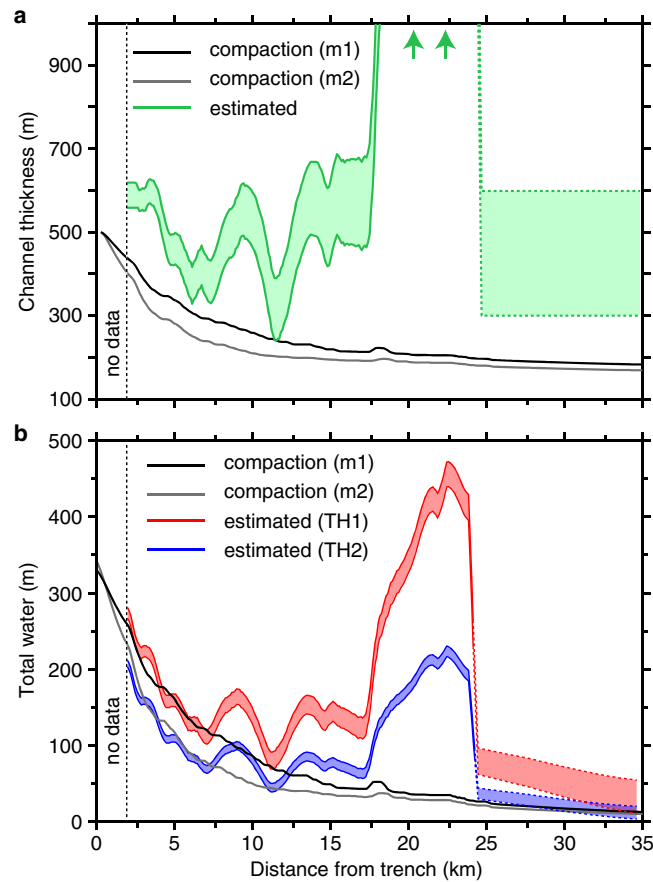 a
compaction (m1)
compaction (m2)
estimated
900
700
500
300
100
Channel thickness (m)
no data
b
compaction (m1)
compaction (m2)
estimated (TH1)
estimated (TH2)
500
400
300
200
100
0
Total water (m)
no data
0 5 10 15 20 25 30 35
Distance from trench (km)